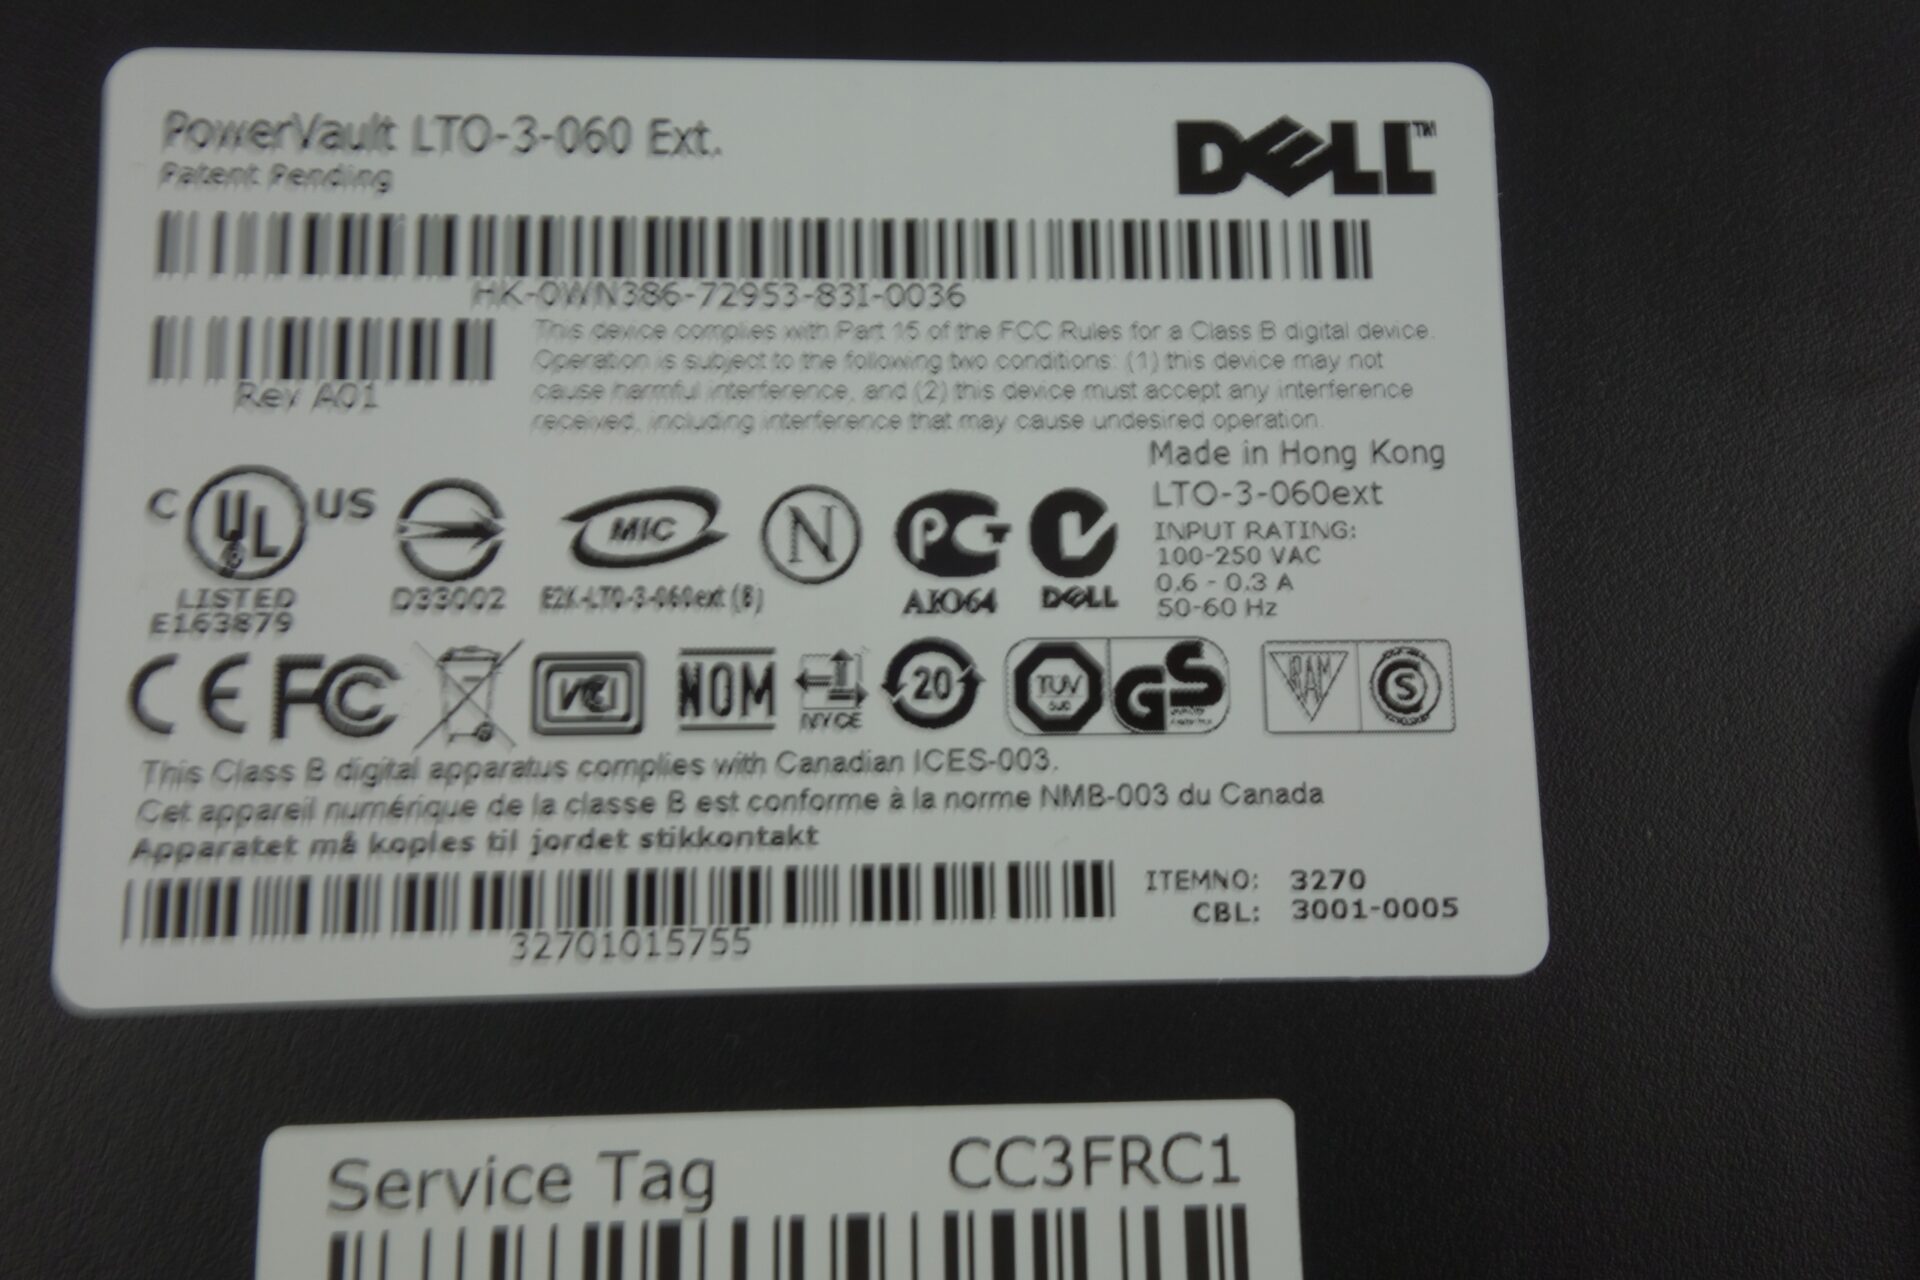 PowerVault LTO-3-060 Ext.
Patent Pending
DELL™
HK-0WN386-72953-83I-0036
Rev A01
This device complies with Part 15 of the FCC Rules for a Class B digital device.
Operation is subject to the following two conditions: (1) this device may not
cause harmful interference, and (2) this device must accept any interference
received, including interference that may cause undesired operation.
Made in Hong Kong
LTO-3-060ext
INPUT RATING:
100-250 VAC
0.6 - 0.3 A
50-60 Hz
C UL US
LISTED
E163879
D33002
MIC
E2K-LTO-3-060ext (B)
N
PCT
AЯ064
DELL
CE FC
VCI
NOM
NYCE
20
TUV
GS
IRAM
S
This Class B digital apparatus complies with Canadian ICES-003.
Cet appareil numérique de la classe B est conforme à la norme NMB-003 du Canada
Apparatet må koples til jordet stikkontakt
32701015755
ITEMNO: 3270
CBL: 3001-0005
Service Tag CC3FRC1